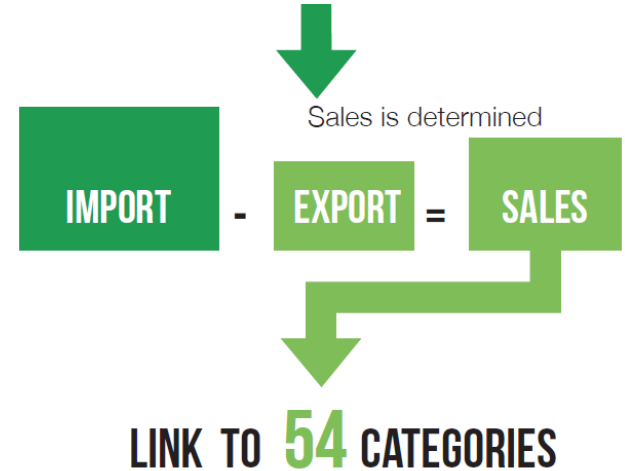 Sales is determined
IMPORT - EXPORT = SALES
LINK TO 54 CATEGORIES